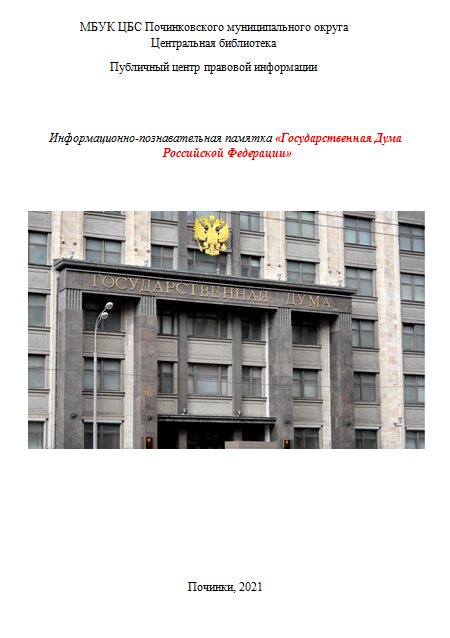 МБУК ЦБС Починковского муниципального округа
Центральная библиотека
Публичный центр правовой информации
Информационно-познавательная памятка «Государственная Дума
Российской Федерации»
ГОСУДАРСТВЕННАЯ ДУМА
Починки, 2021